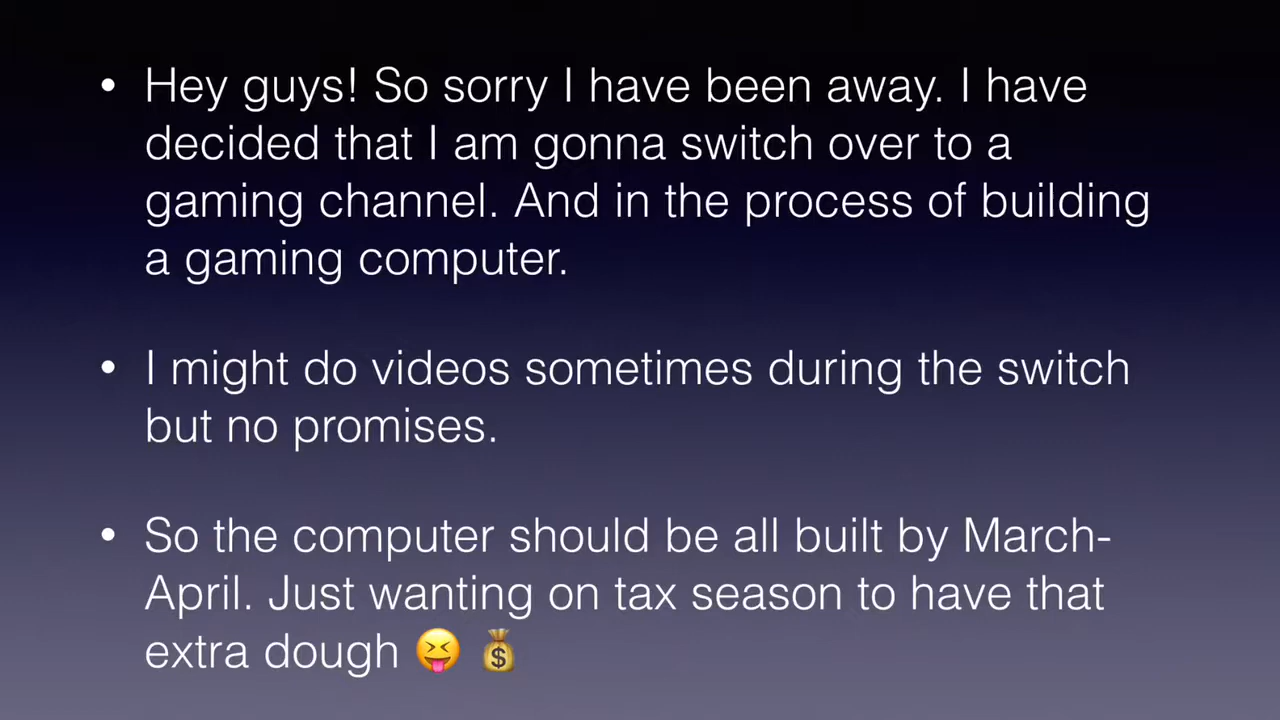 • Hey guys! So sorry I have been away. I have
decided that I am gonna switch over to a
gaming channel. And in the process of building
a gaming computer.
• I might do videos sometimes during the switch
but no promises.
• So the computer should be all built by March-
April. Just wanting on tax season to have that
extra dough 😝 💰